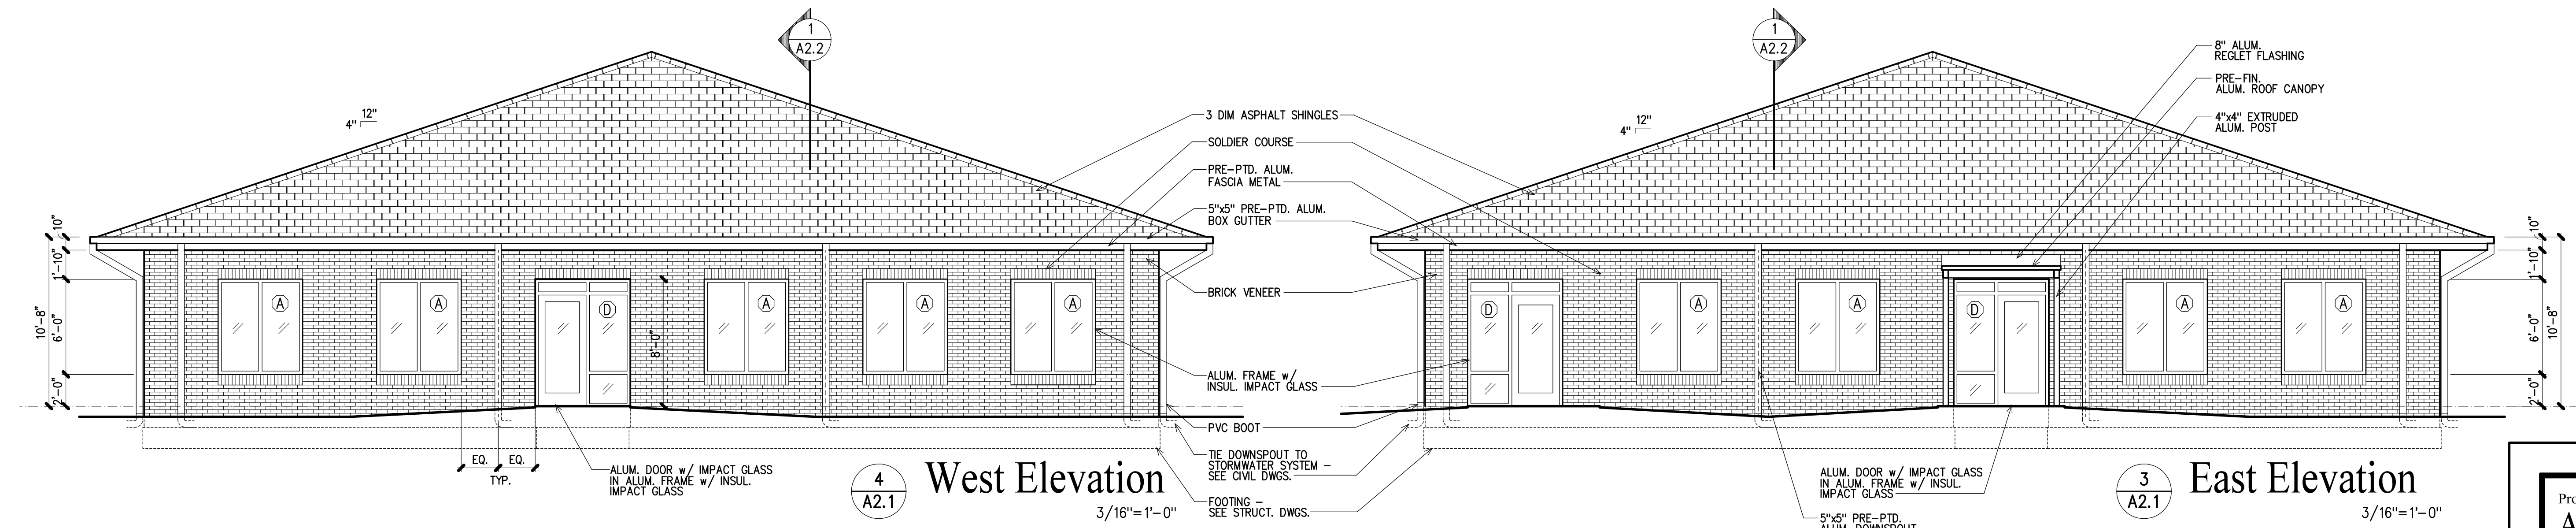 1
A2.2
12"
4"
10"
1'-10"
6'-0"
10'-8"
2'-0"
A
A
D
A
A
A
8'-0"
EQ.
EQ.
TYP.
ALUM. DOOR w/ IMPACT GLASS
IN ALUM. FRAME w/ INSUL.
IMPACT GLASS
4
A2.1
West Elevation
3/16"=1'-0"
3 DIM ASPHALT SHINGLES
SOLDIER COURSE
PRE-PTD. ALUM.
FASCIA METAL
5"x5" PRE-PTD. ALUM.
BOX GUTTER
BRICK VENEER
ALUM. FRAME w/
INSUL. IMPACT GLASS
PVC BOOT
TIE DOWNSPOUT TO
STORMWATER SYSTEM -
SEE CIVIL DWGS.
FOOTING -
SEE STRUCT. DWGS.
1
A2.2
12"
4"
8" ALUM.
REGLET FLASHING
PRE-FIN.
ALUM. ROOF CANOPY
4"x4" EXTRUDED
ALUM. POST
D
A
A
D
A
A
10"
1'-10"
6'-0"
10'-8"
2'-0"
ALUM. DOOR w/ IMPACT GLASS
IN ALUM. FRAME w/ INSUL.
IMPACT GLASS
5"x5" PRE-PTD.
ALUM. DOWNSPOUT
3
A2.1
East Elevation
3/16"=1'-0"